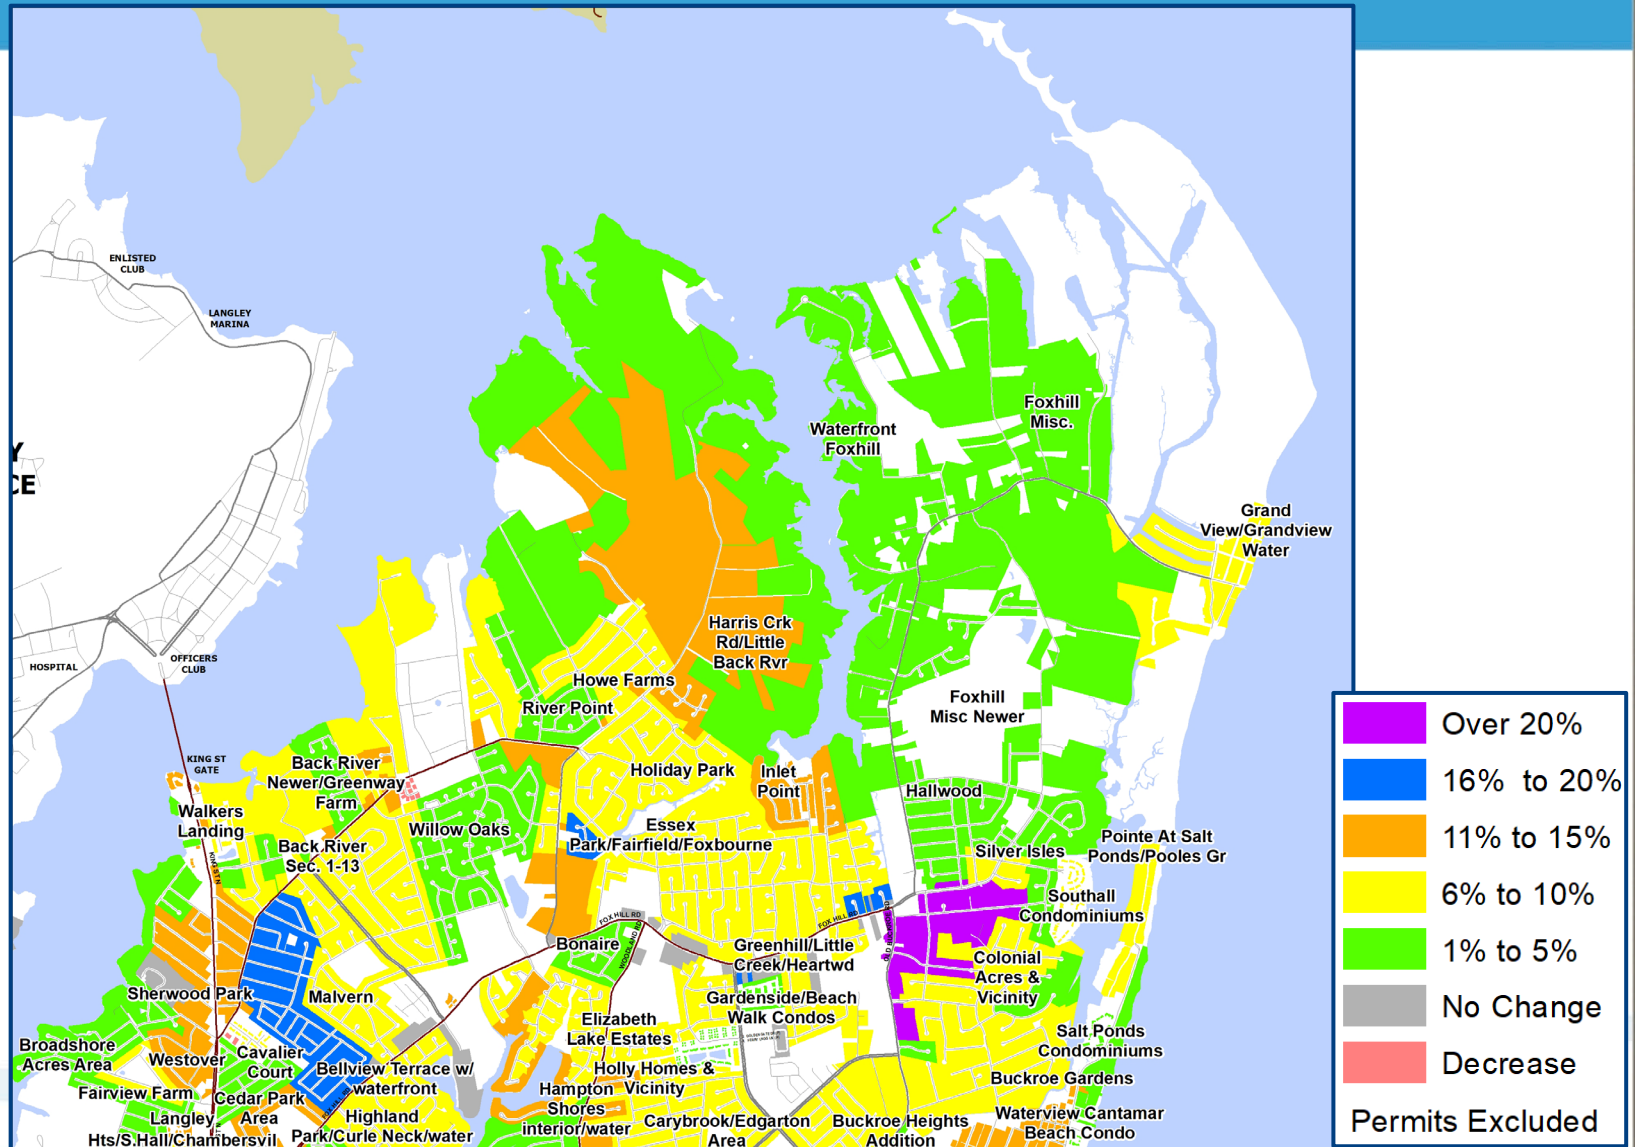 ENLISTED
CLUB
LANGLEY
MARINA
Y
CE
HOSPITAL
OFFICERS
CLUB
KING ST
GATE
Foxhill
Misc.
Waterfront
Foxhill
Grand
View/Grandview
Water
Harris Crk
Rd/Little
Back Rvr
Howe Farms
River Point
Foxhill
Misc Newer
Back River
Newer/Greenway
Farm
Holiday Park
Inlet
Point
Hallwood
Walkers
Landing
Willow Oaks
Essex
Park/Fairfield/Foxbourne
Back River
Sec. 1-13
Silver Isles
Pointe At Salt
Ponds/Pooles Gr
KING ST N
Southall
Condominiums
FOX HILL RD
FOX HILL RD
WOODLAND RD
Bonaire
Greenhill/Little
Creek/Heartwd
Colonial
Acres &
Vicinity
Sherwood Park
Malvern
Gardenside/Beach
Walk Condos
Elizabeth
Lake Estates
Salt Ponds
Condominiums
Broadshore
Acres Area
Westover
Cavalier
Court
Bellview Terrace w/
waterfront
Holly Homes &
Vicinity
Buckroe Gardens
Fairview Farm
Cedar Park
Area
Hampton
Shores
interior/water
Langley
Hts/S.Hall/Chambersvil
Highland
Park/Curle Neck/water
Carybrook/Edgarton
Area
Buckroe Heights
Addition
Waterview Cantamar
Beach Condo
Over 20%
16% to 20%
11% to 15%
6% to 10%
1% to 5%
No Change
Decrease
Permits Excluded